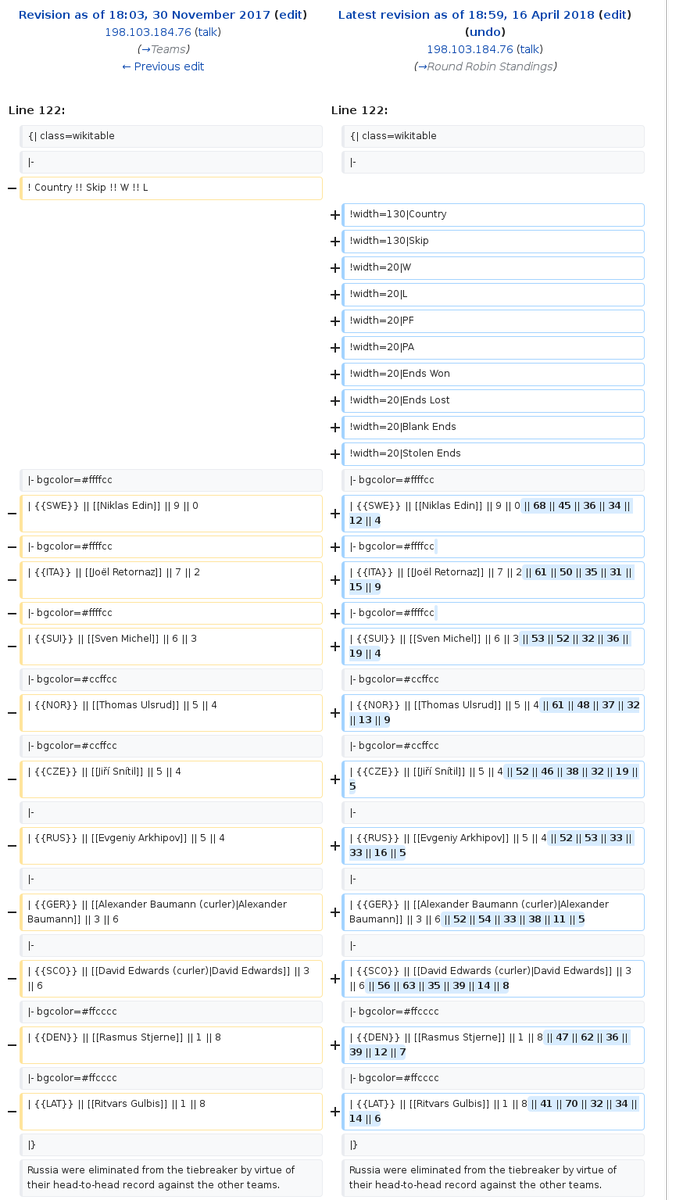 Revision as of 18:03, 30 November 2017 (edit)
198.103.184.76 (talk)
(→Teams)
← Previous edit
Latest revision as of 18:59, 16 April 2018 (edit)
(undo)
198.103.184.76 (talk)
(→Round Robin Standings)
Line 122:
Line 122:
{| class=wikitable
{| class=wikitable
|-
|-
− ! Country !! Skip !! W !! L
+ !width=130|Country
+ !width=130|Skip
+ !width=20|W
+ !width=20|L
+ !width=20|PF
+ !width=20|PA
+ !width=20|Ends Won
+ !width=20|Ends Lost
+ !width=20|Blank Ends
+ !width=20|Stolen Ends
|- bgcolor=#ffffcc
|- bgcolor=#ffffcc
− | {{SWE}} || [[Niklas Edin]] || 9 || 0
+ | {{SWE}} || [[Niklas Edin]] || 9 || 0 || 68 || 45 || 36 || 34 ||
12 || 4
− |- bgcolor=#ffffcc
+ |- bgcolor=#ffffcc
− | {{ITA}} || [[Joël Retornaz]] || 7 || 2
+ | {{ITA}} || [[Joël Retornaz]] || 7 || 2 || 61 || 50 || 35 || 31 ||
15 || 9
− |- bgcolor=#ffffcc
+ |- bgcolor=#ffffcc
− | {{SUI}} || [[Sven Michel]] || 6 || 3
+ | {{SUI}} || [[Sven Michel]] || 6 || 3 || 53 || 52 || 32 || 36 ||
19 || 4
|- bgcolor=#ccffcc
|- bgcolor=#ccffcc
− | {{NOR}} || [[Thomas Ulsrud]] || 5 || 4
+ | {{NOR}} || [[Thomas Ulsrud]] || 5 || 4 || 61 || 48 || 37 || 32
|| 13 || 9
|- bgcolor=#ccffcc
|- bgcolor=#ccffcc
− | {{CZE}} || [[Jiří Snítil]] || 5 || 4
+ | {{CZE}} || [[Jiří Snítil]] || 5 || 4 || 52 || 46 || 38 || 32 || 19 ||
5
|-
|-
− | {{RUS}} || [[Evgeniy Arkhipov]] || 5 || 4
+ | {{RUS}} || [[Evgeniy Arkhipov]] || 5 || 4 || 52 || 53 || 33 ||
33 || 16 || 5
|-
|-
− | {{GER}} || [[Alexander Baumann (curler)|Alexander
Baumann]] || 3 || 6
+ | {{GER}} || [[Alexander Baumann (curler)|Alexander
Baumann]] || 3 || 6 || 52 || 54 || 33 || 38 || 11 || 5
|-
|-
− | {{SCO}} || [[David Edwards (curler)|David Edwards]] || 3
|| 6
+ | {{SCO}} || [[David Edwards (curler)|David Edwards]] || 3
|| 6 || 56 || 63 || 35 || 39 || 14 || 8
|- bgcolor=#ffcccc
|- bgcolor=#ffcccc
− | {{DEN}} || [[Rasmus Stjerne]] || 1 || 8
+ | {{DEN}} || [[Rasmus Stjerne]] || 1 || 8 || 47 || 62 || 36 ||
39 || 12 || 7
|- bgcolor=#ffcccc
|- bgcolor=#ffcccc
− | {{LAT}} || [[Ritvars Gulbis]] || 1 || 8
+ | {{LAT}} || [[Ritvars Gulbis]] || 1 || 8 || 41 || 70 || 32 || 34 ||
14 || 6
|}
|}
Russia were eliminated from the tiebreaker by virtue of
their head-to-head record against the other teams.
Russia were eliminated from the tiebreaker by virtue of
their head-to-head record against the other teams.